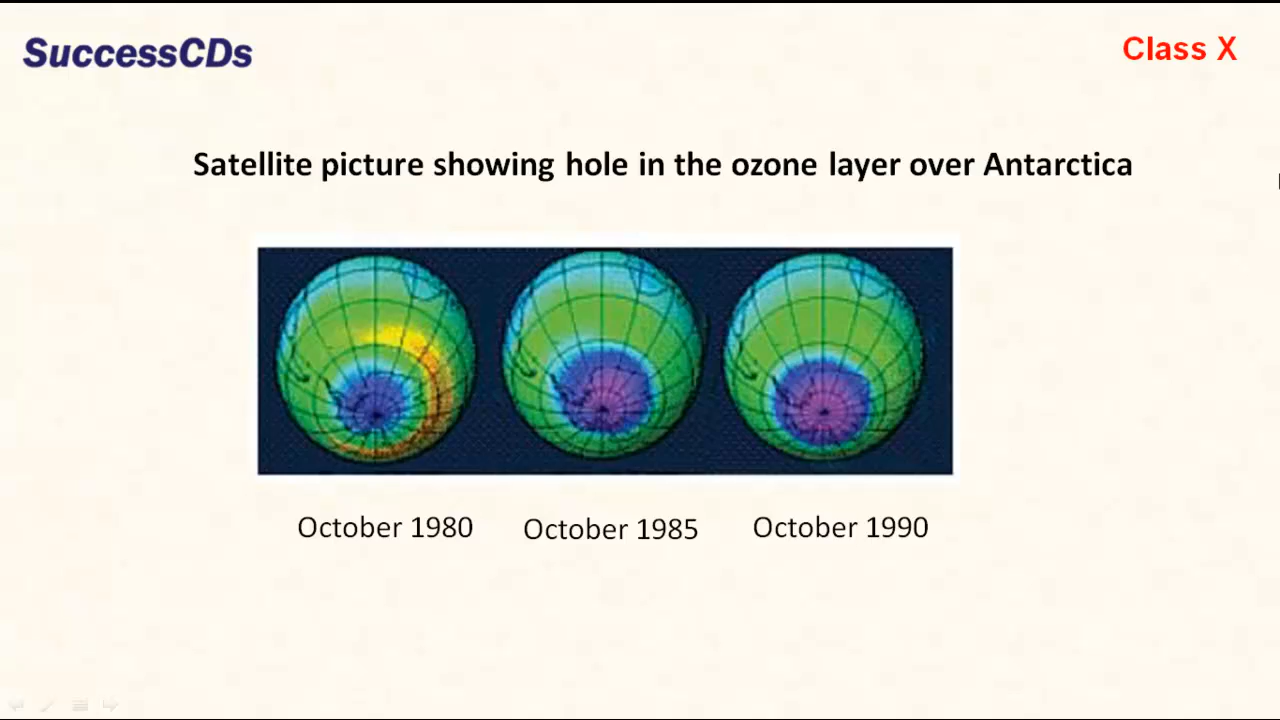 SuccessCDs
Class X
Satellite picture showing hole in the ozone layer over Antarctica
October 1980
October 1985
October 1990